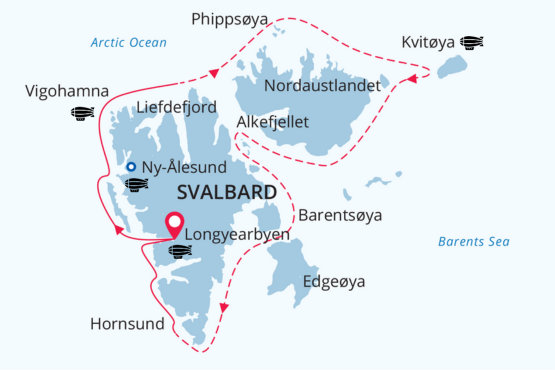 Phippsøya
Arctic Ocean
Kvitøya
Vigohamna
Nordaustlandet
Liefdefjord
Alkefjellet
Ny-Ålesund
SVALBARD
Barentsøya
Longyearbyen
Barents Sea
Edgeøya
Hornsund